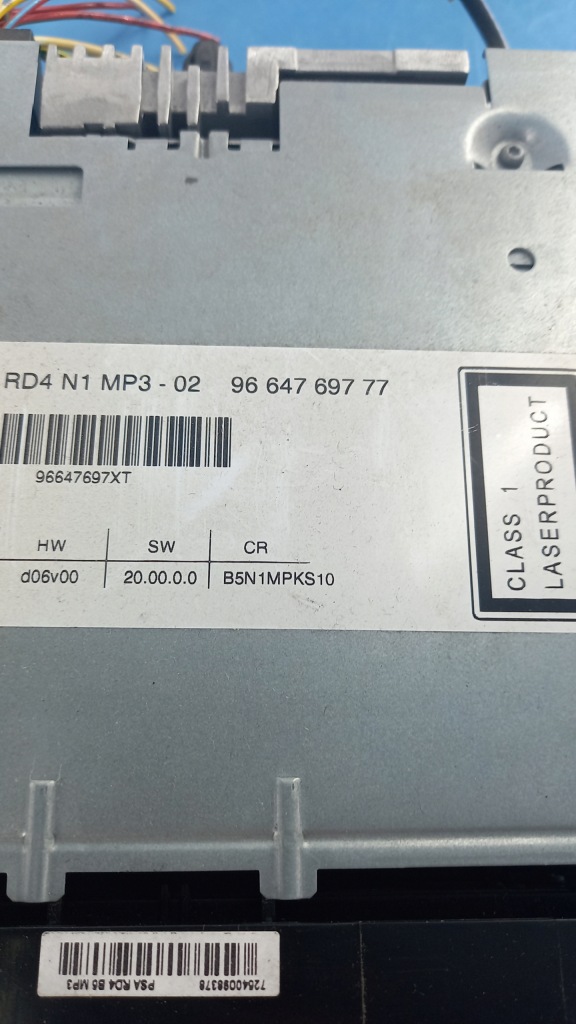 RD4 N1 MP3 - 02 96 647 697 77
96647697XT
HW SW CR
d06v00 20.00.0.0 B5N1MPKS10
CLASS 1
LASERPRODUCT
72640098378 PSA RD4 B5 MP3